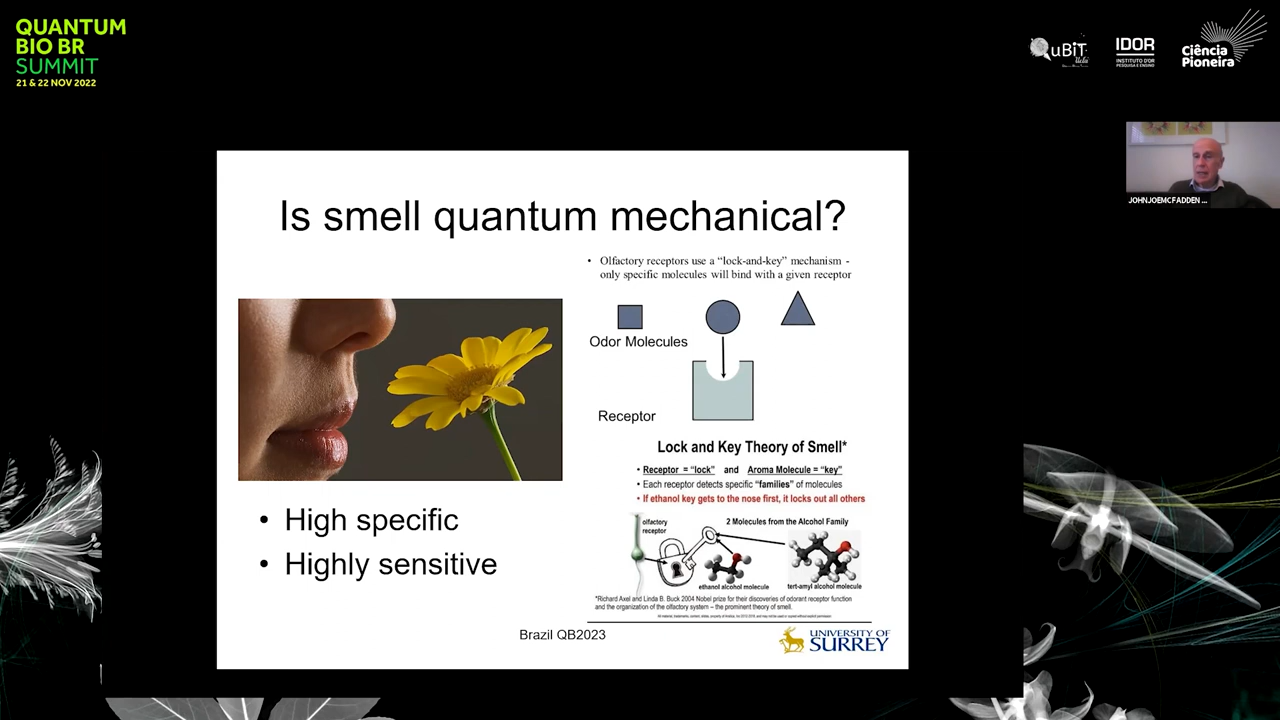 QUANTUM
BIO BR
SUMMIT
21 & 22 NOV 2022
QuBiT
IDOR
INSTITUTO D'OR
PESQUISA E ENSINO
Ciência
Pioneira
JOHNJOEMCFADDEN ...
Is smell quantum mechanical?
• Olfactory receptors use a “lock-and-key” mechanism -
only specific molecules will bind with a given receptor
Odor Molecules
Receptor
Lock and Key Theory of Smell*
• Receptor = “lock” and Aroma Molecule = “key”
• Each receptor detects specific “families” of molecules
• If ethanol key gets to the nose first, it locks out all others
olfactory
receptor
2 Molecules from the Alcohol Family
ethanol alcohol molecule
tert-amyl alcohol molecule
*Richard Axel and Linda B. Buck 2004 Nobel prize for their discoveries of odorant receptor function
and the organization of the olfactory system – the prominent theory of smell.
• High specific
• Highly sensitive
Brazil QB2023
UNIVERSITY OF
SURREY